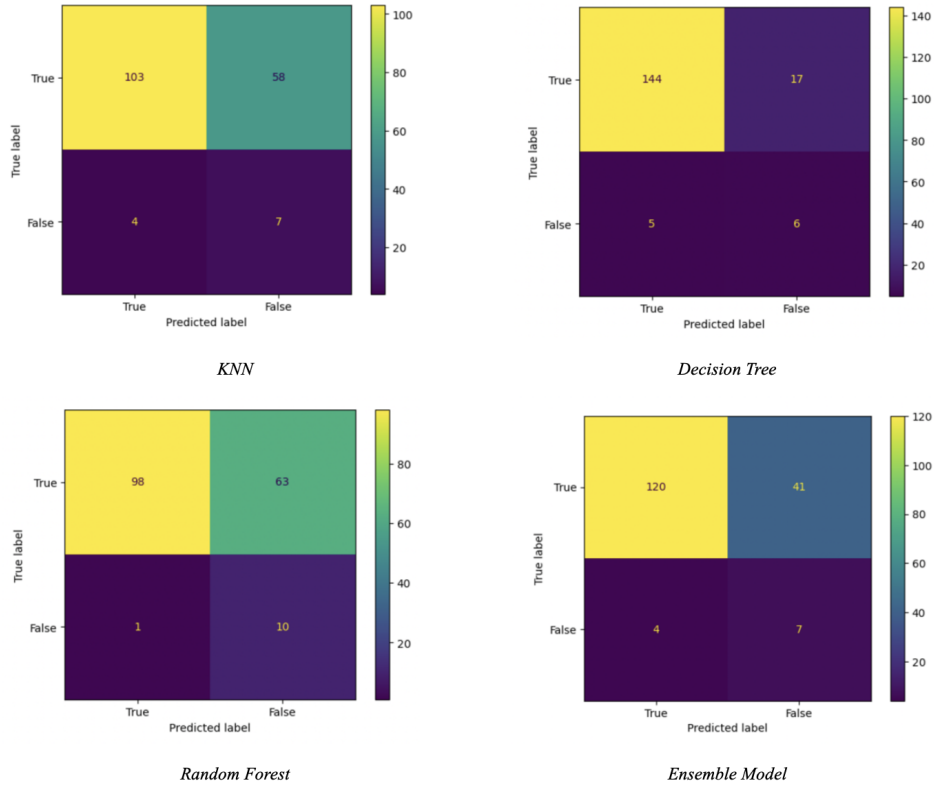 100
True
103
58
80
60
True label
40
False
4
7
20
True
False
Predicted label
KNN
140
True
144
17
120
100
80
True label
60
False
5
6
40
20
True
False
Predicted label
Decision Tree
True
98
63
80
60
True label
40
False
1
10
20
True
False
Predicted label
Random Forest
120
True
120
41
100
80
True label
60
False
4
7
40
20
True
False
Predicted label
Ensemble Model